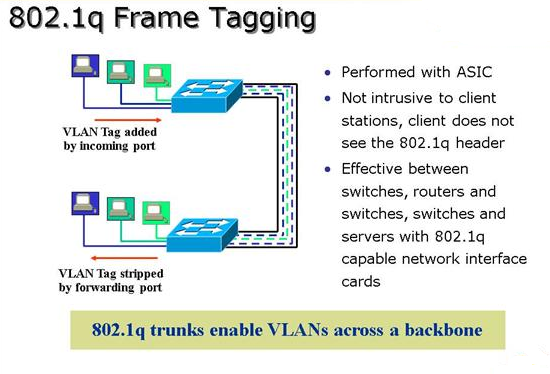 802.1q Frame Tagging
VLAN Tag added
by incoming port
VLAN Tag stripped
by forwarding port
• Performed with ASIC
• Not intrusive to client
stations, client does not
see the 802.1q header
• Effective between
switches, routers and
switches, switches and
servers with 802.1q
capable network interface
cards
802.1q trunks enable VLANs across a backbone